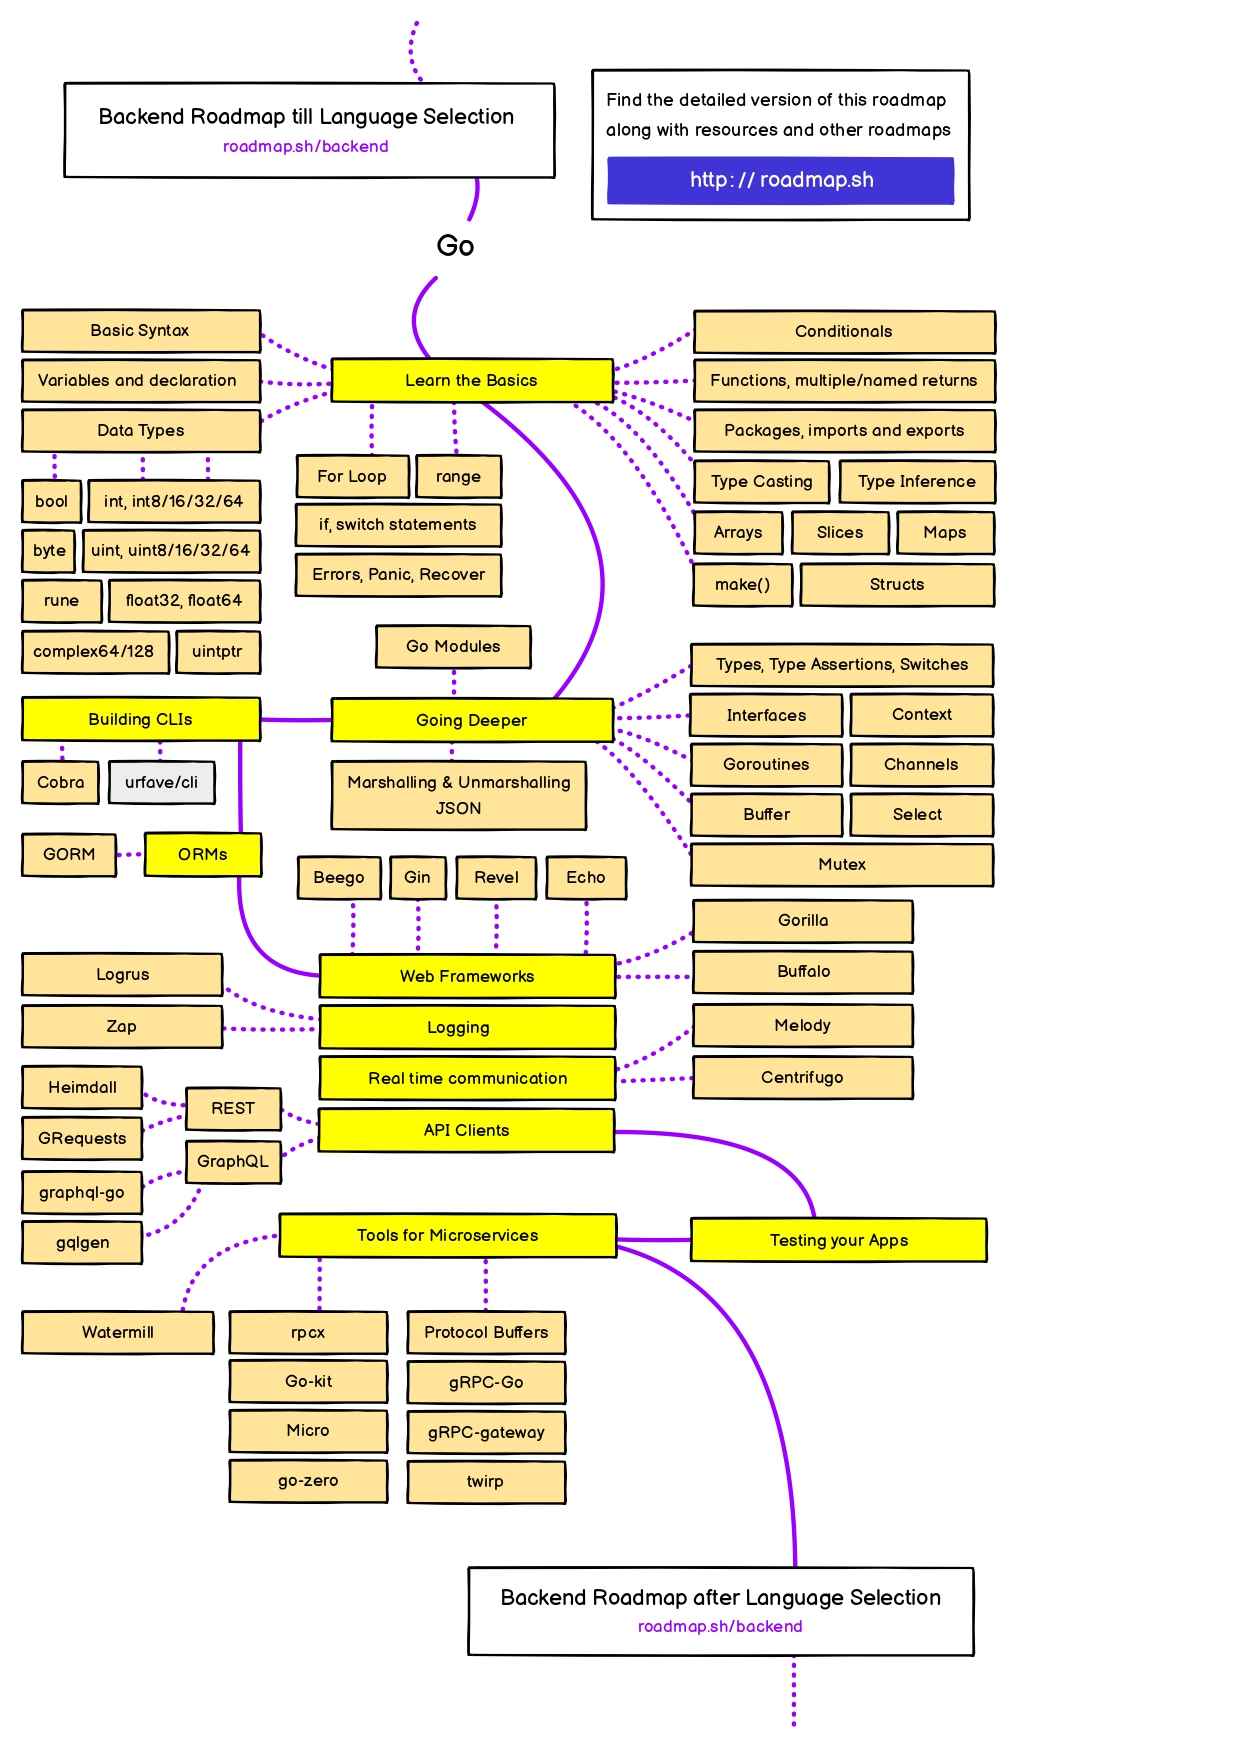 Backend Roadmap till Language Selection
roadmap.sh/backend
Find the detailed version of this roadmap
along with resources and other roadmaps
http://roadmap.sh
Go
Basic Syntax
Variables and declaration
Data Types
bool
int, int8/16/32/64
byte
uint, uint8/16/32/64
rune
float32, float64
complex64/128
uintptr
Learn the Basics
For Loop
range
if, switch statements
Errors, Panic, Recover
Conditionals
Functions, multiple/named returns
Packages, imports and exports
Type Casting
Type Inference
Arrays
Slices
Maps
make()
Structs
Go Modules
Going Deeper
Marshalling & Unmarshalling
JSON
Types, Type Assertions, Switches
Interfaces
Context
Goroutines
Channels
Buffer
Select
Mutex
Building CLIs
Cobra
urfave/cli
GORM
ORMs
Beego
Gin
Revel
Echo
Web Frameworks
Gorilla
Buffalo
Logrus
Zap
Logging
Real time communication
Melody
Centrifugo
Heimdall
GRequests
REST
GraphQL
graphql-go
gqlgen
API Clients
Testing your Apps
Tools for Microservices
Watermill
rpcx
Go-kit
Micro
go-zero
Protocol Buffers
gRPC-Go
gRPC-gateway
twirp
Backend Roadmap after Language Selection
roadmap.sh/backend